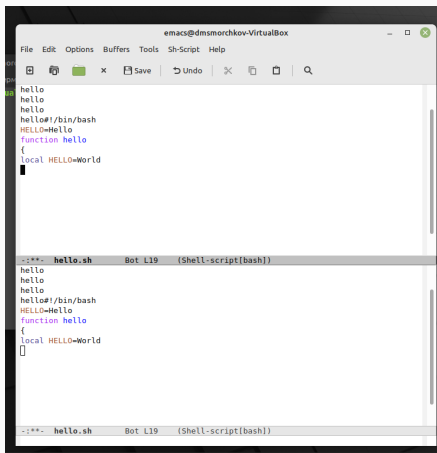 emacs@dmsmorchkov-VirtualBox
File Edit Options Buffers Tools Sh-Script Help
Save Undo
hello
hello
hello
hello#!/bin/bash
HELLO=Hello
function hello
{
local HELLO=World
-:**- hello.sh Bot L19 (Shell-script[bash])
hello
hello
hello
hello#!/bin/bash
HELLO=Hello
function hello
{
local HELLO=World
-:**- hello.sh Bot L19 (Shell-script[bash])